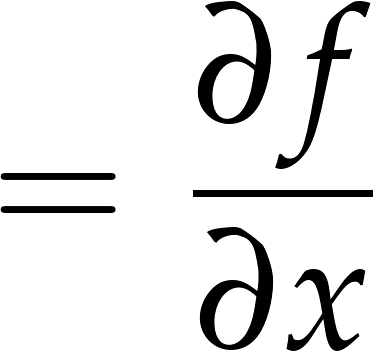 = ∂f/∂x